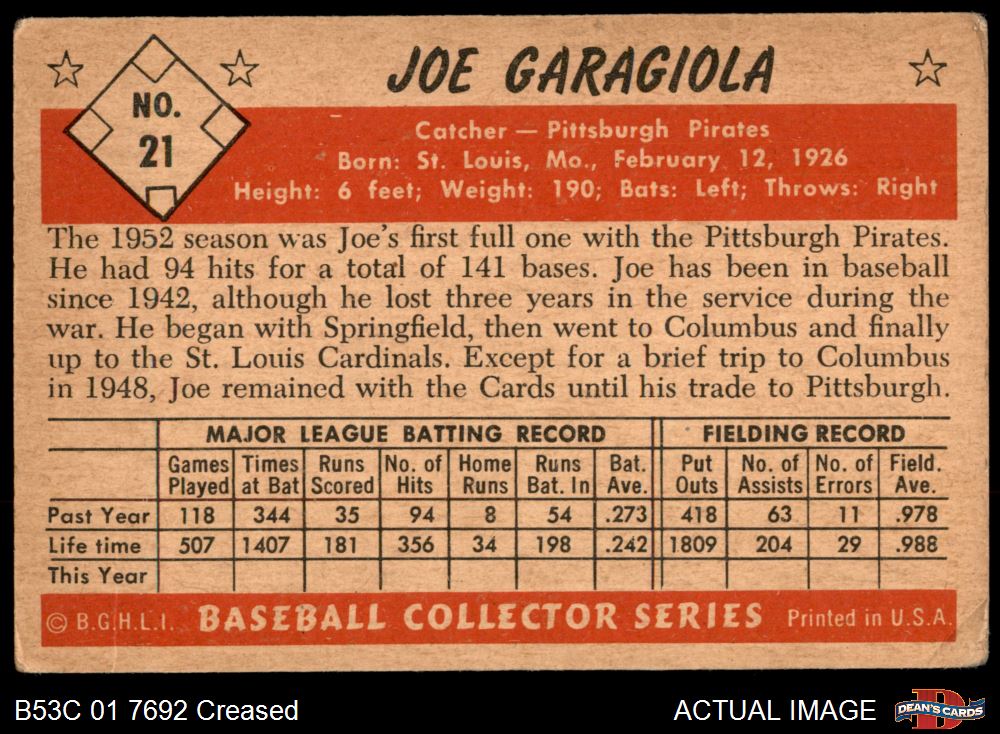 JOE GARAGIOLA
NO.
21
Catcher — Pittsburgh Pirates
Born: St. Louis, Mo., February 12, 1926
Height: 6 feet; Weight: 190; Bats: Left; Throws: Right
The 1952 season was Joe's first full one with the Pittsburgh Pirates.
He had 94 hits for a total of 141 bases. Joe has been in baseball
since 1942, although he lost three years in the service during the
war. He began with Springfield, then went to Columbus and finally
up to the St. Louis Cardinals. Except for a brief trip to Columbus
in 1948, Joe remained with the Cards until his trade to Pittsburgh.
MAJOR LEAGUE BATTING RECORD FIELDING RECORD
Games Times Runs No. of Home Runs Bat. Put No. of No. of Field.
Played at Bat Scored Hits Runs Bat. In Ave. Outs Assists Errors Ave.
Past Year 118 344 35 94 8 54 .273 418 63 11 .978
Life time 507 1407 181 356 34 198 .242 1809 204 29 .988
This Year
© B.G.H.L.I. BASEBALL COLLECTOR SERIES Printed in U.S.A.
B53C 01 7692 Creased ACTUAL IMAGE D DEAN'S CARDS